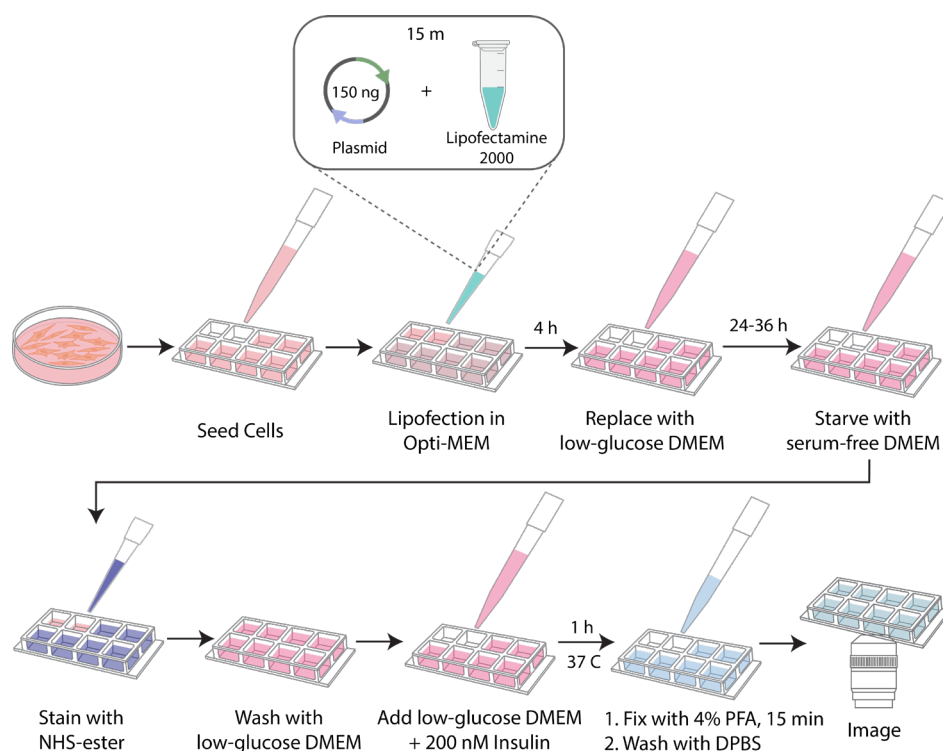 15 m
150 ng
+
Plasmid
Lipofectamine
2000
4 h
24-36 h
Seed Cells
Lipofection in
Opti-MEM
Replace with
low-glucose DMEM
Starve with
serum-free DMEM
1 h
37 C
Stain with
NHS-ester
Wash with
low-glucose DMEM
Add low-glucose DMEM
+ 200 nM Insulin
1. Fix with 4% PFA, 15 min
2. Wash with DPBS
Image